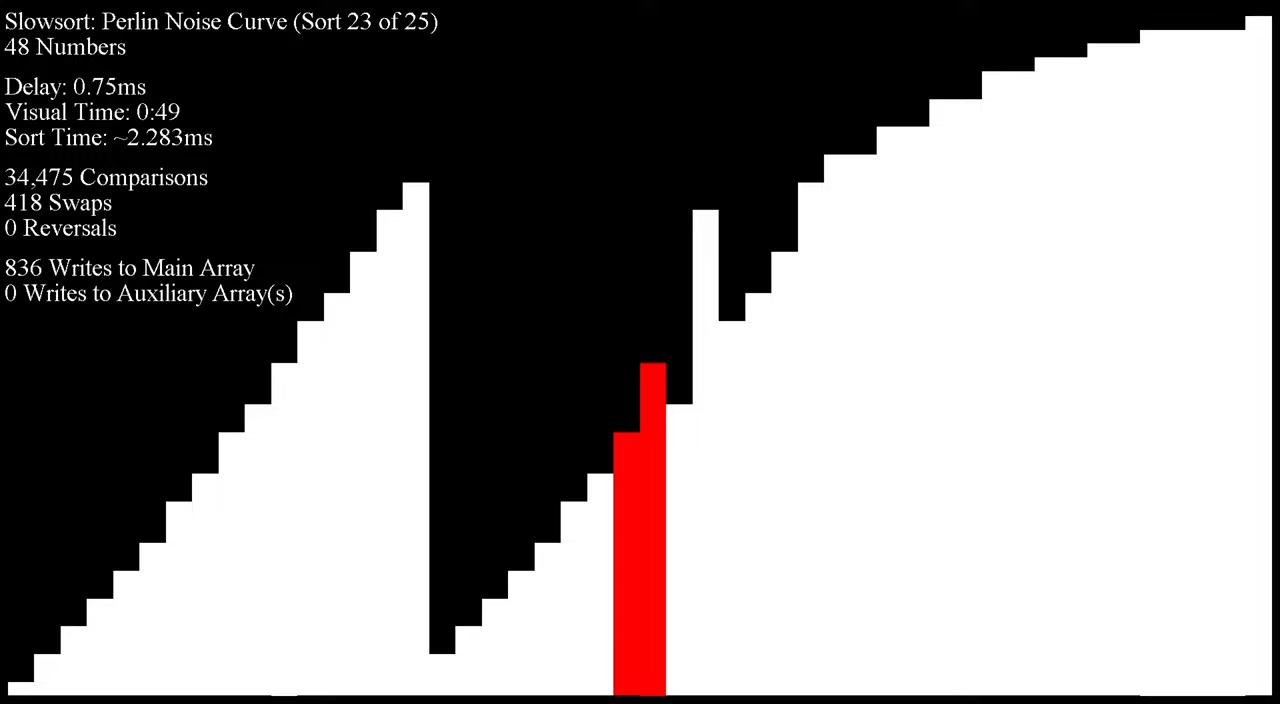 Slowsort: Perlin Noise Curve (Sort 23 of 25)
48 Numbers
Delay: 0.75ms
Visual Time: 0:49
Sort Time: ~2.283ms
34,475 Comparisons
418 Swaps
0 Reversals
836 Writes to Main Array
0 Writes to Auxiliary Array(s)